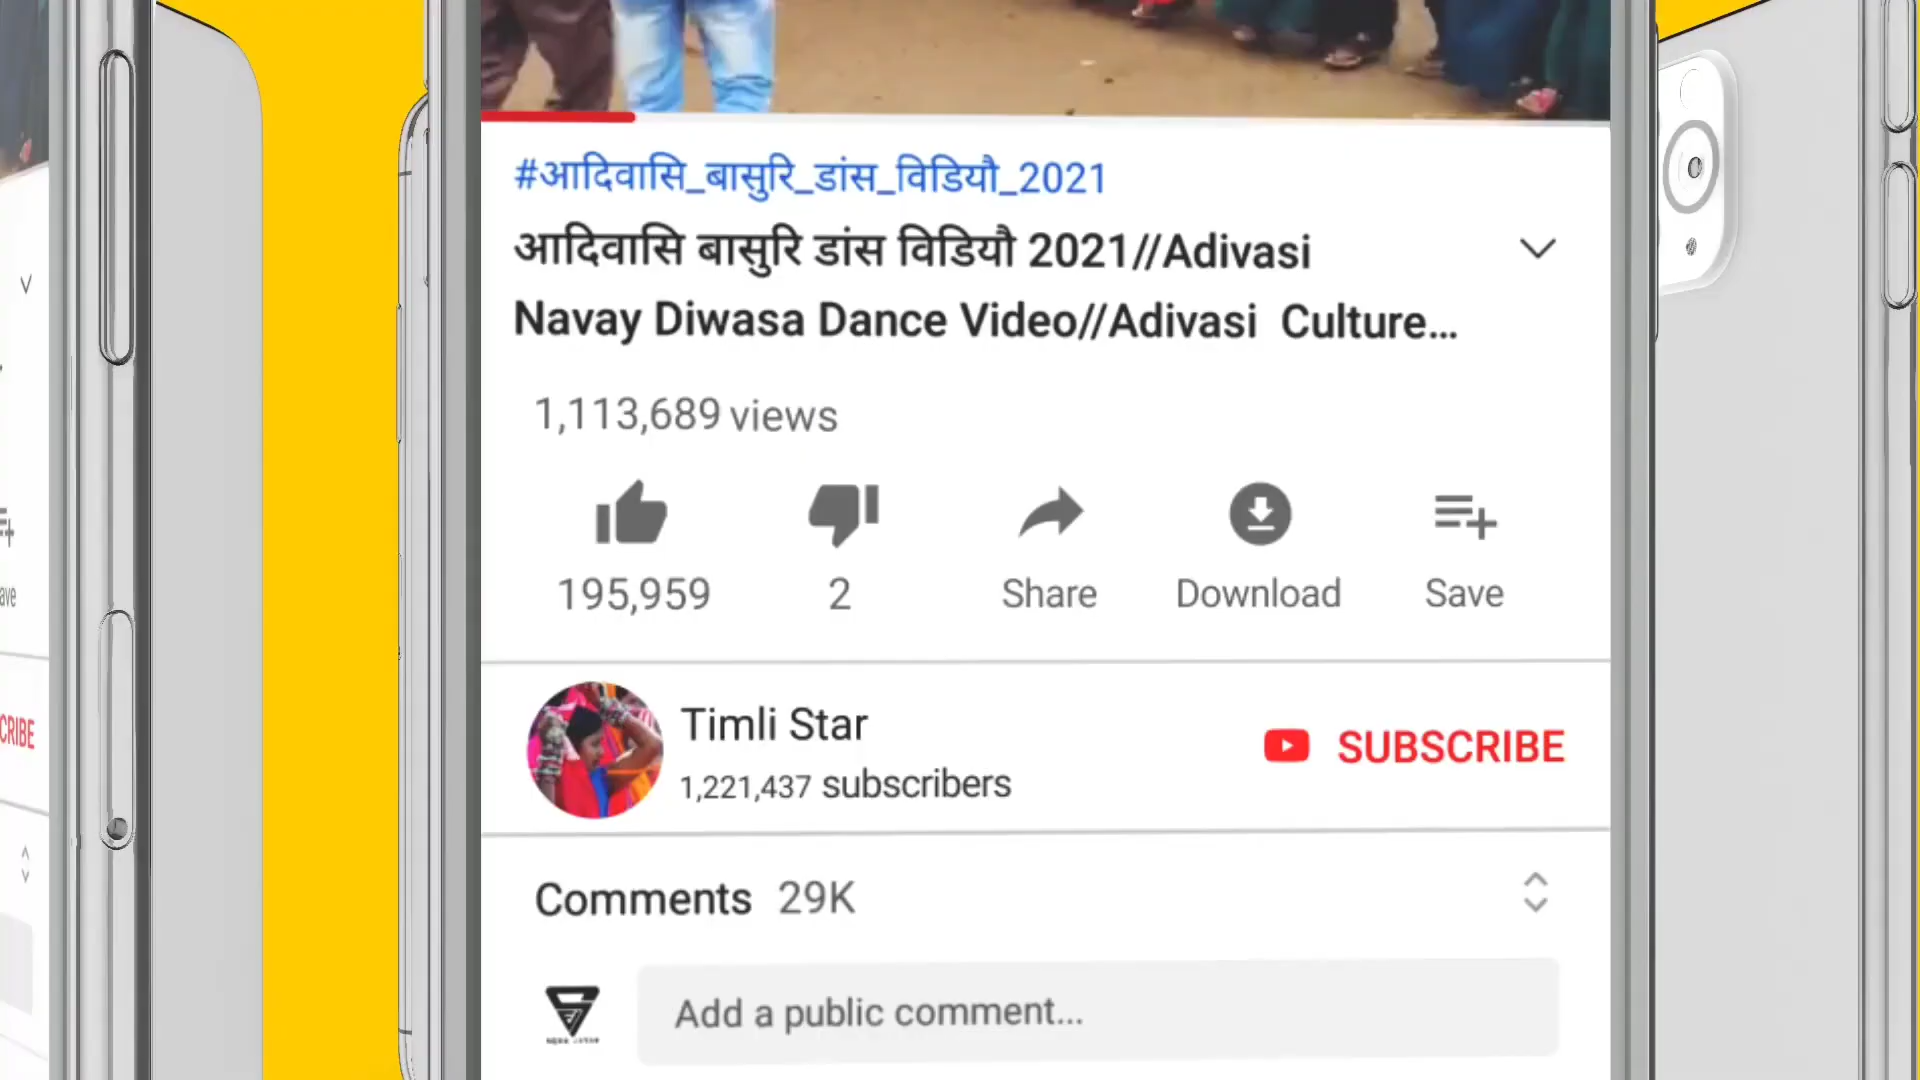 #आदिवासि_बासुरि_डांस_विडियौ_2021
आदिवासि बासुरि डांस विडियौ 2021//Adivasi
Navay Diwasa Dance Video//Adivasi Culture...
1,113,689 views
195,959
2
Share
Download
Save
Timli Star
1,221,437 subscribers
SUBSCRIBE
Comments 29K
Add a public comment...